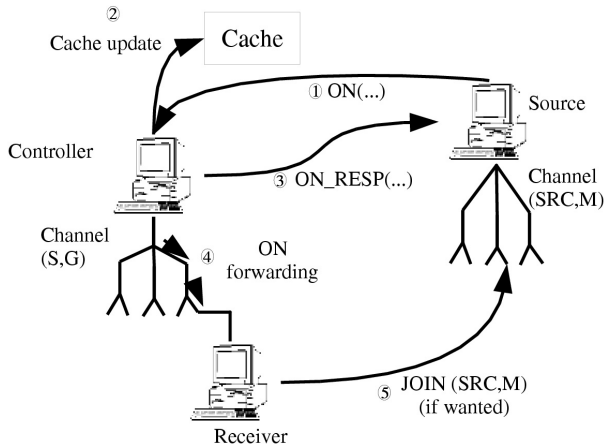 ②
Cache update
Cache
① ON(...)
Source
Controller
③ ON_RESP(...)
Channel
(SRC,M)
Channel
(S,G)
④
ON
forwarding
⑤ JOIN (SRC,M)
(if wanted)
Receiver